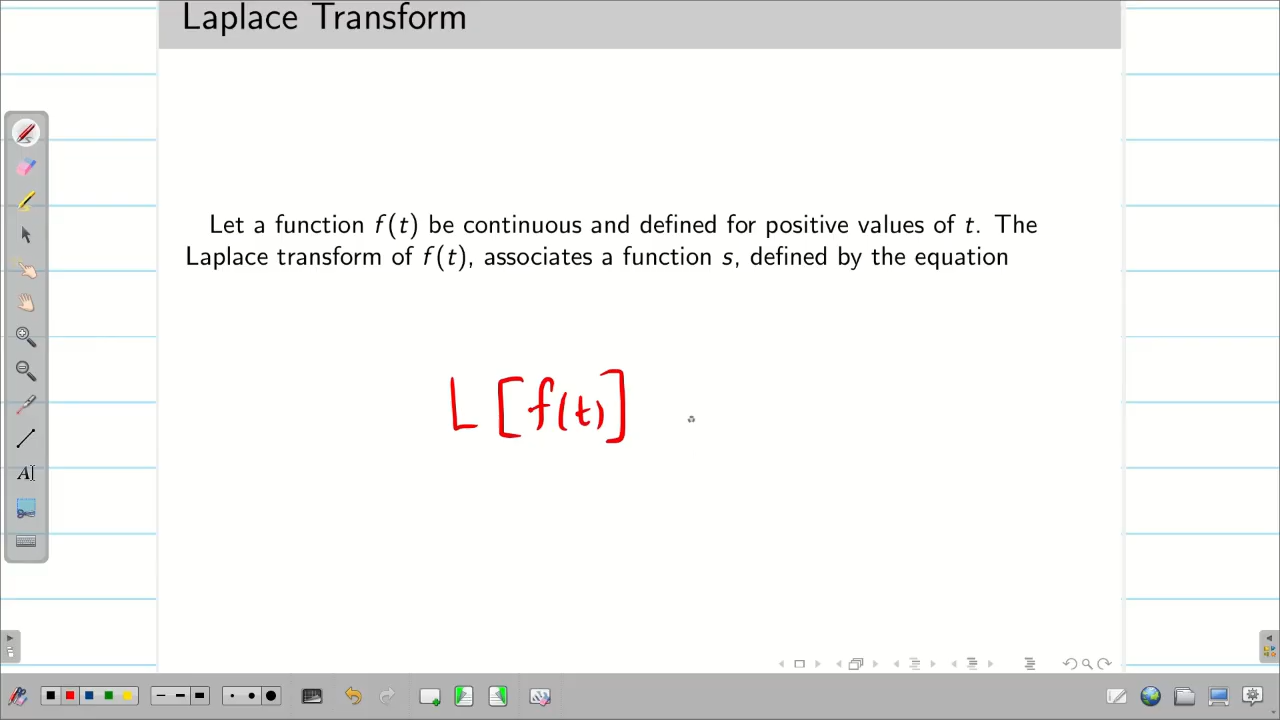 Laplace Transform
Let a function f(t) be continuous and defined for positive values of t. The
Laplace transform of f(t), associates a function s, defined by the equation
L [f(t)]